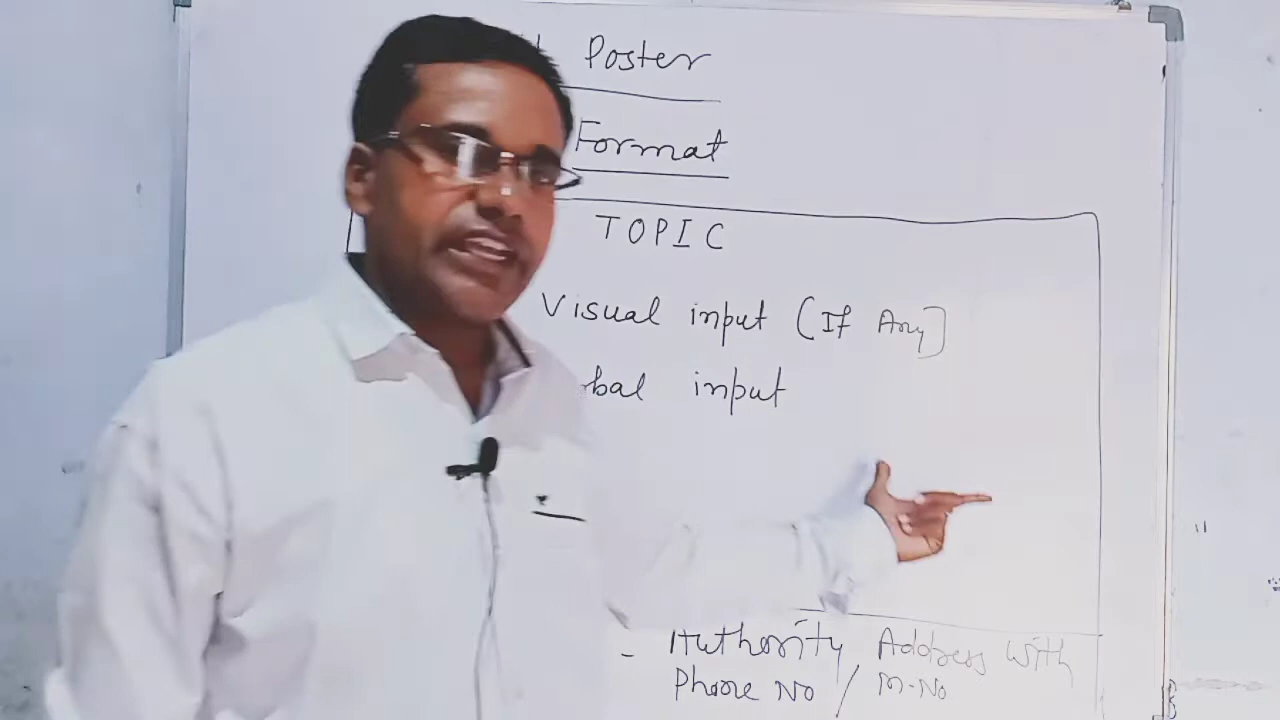 Poster
Format
TOPIC
Visual input (If Any)
input
- Authority Address with
Phone No / M.No